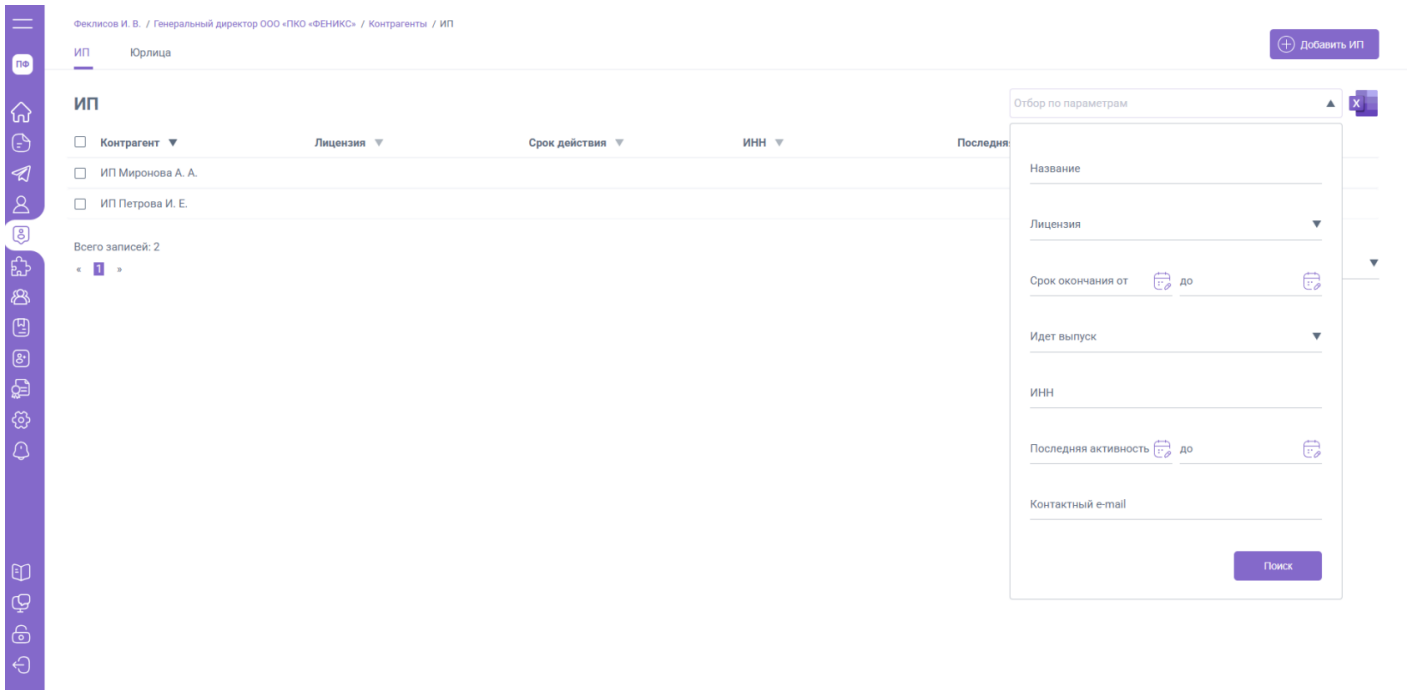 Феклисов И. В. / Генеральный директор ООО «ПКО «ФЕНИКС» / Контрагенты / ИП
ИП Юрлица
Добавить ИП
ПФ
ИП
Отбор по параметрам
X
Контрагент Лицензия Срок действия ИНН Последня
ИП Миронова А. А.
ИП Петрова И. Е.
Всего записей: 2
« 1 »
Название
Лицензия
Срок окончания от до
Идет выпуск
ИНН
Последняя активность до
Контактный e-mail
Поиск